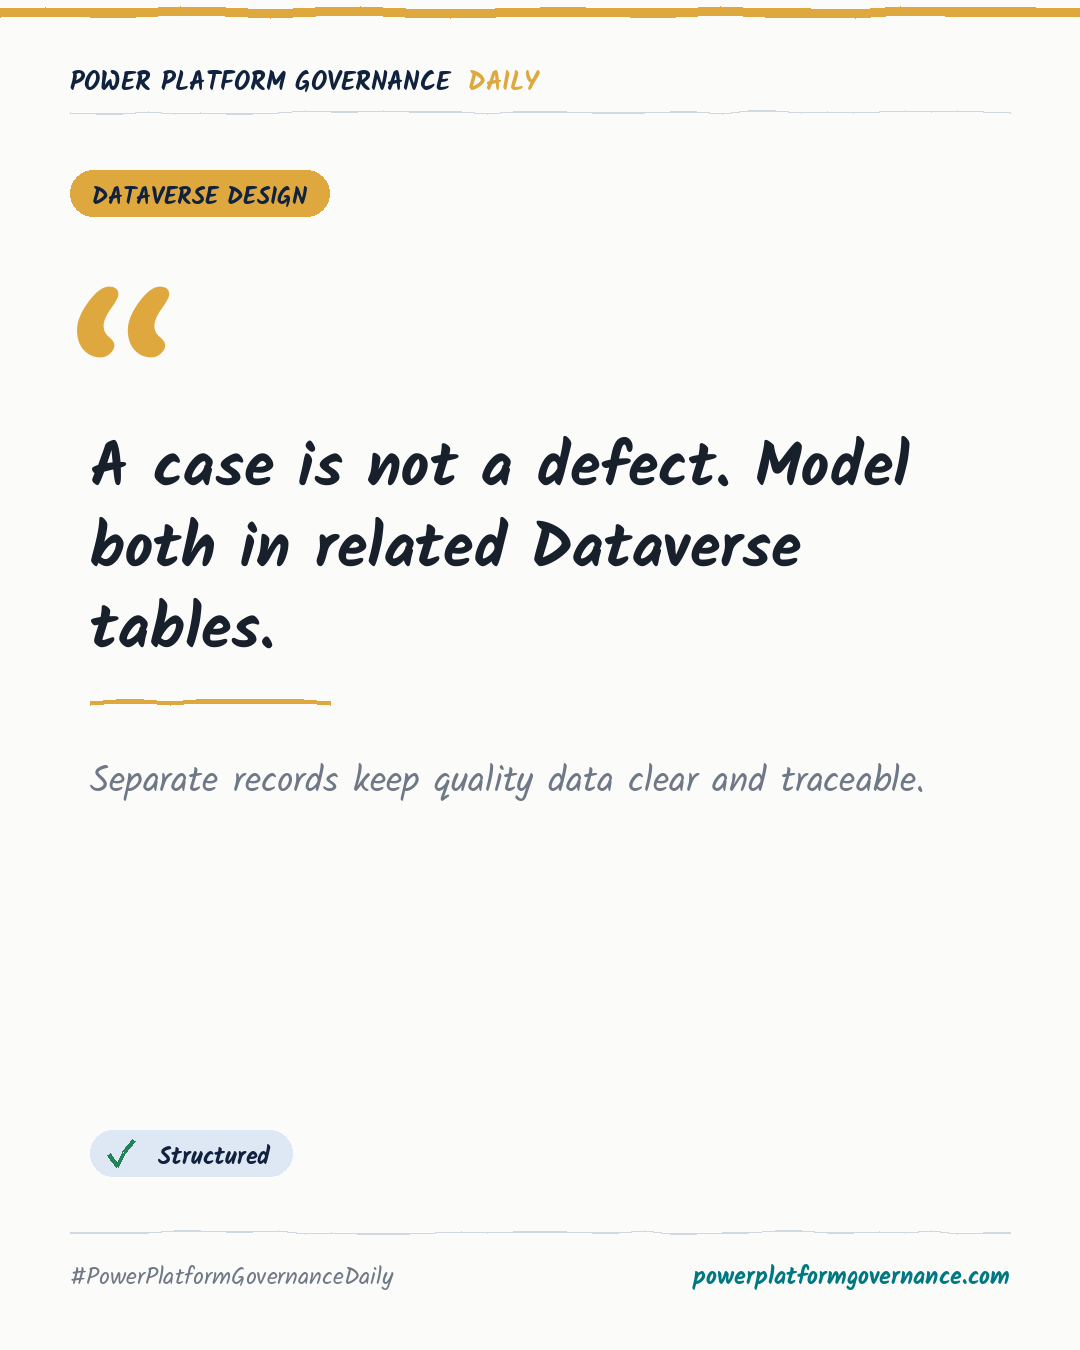 POWER PLATFORM GOVERNANCE DAILY
DATAVERSE DESIGN
“
A case is not a defect. Model
both in related Dataverse
tables.
Separate records keep quality data clear and traceable.
✓ Structured
#PowerPlatformGovernanceDaily
powerplatformgovernance.com